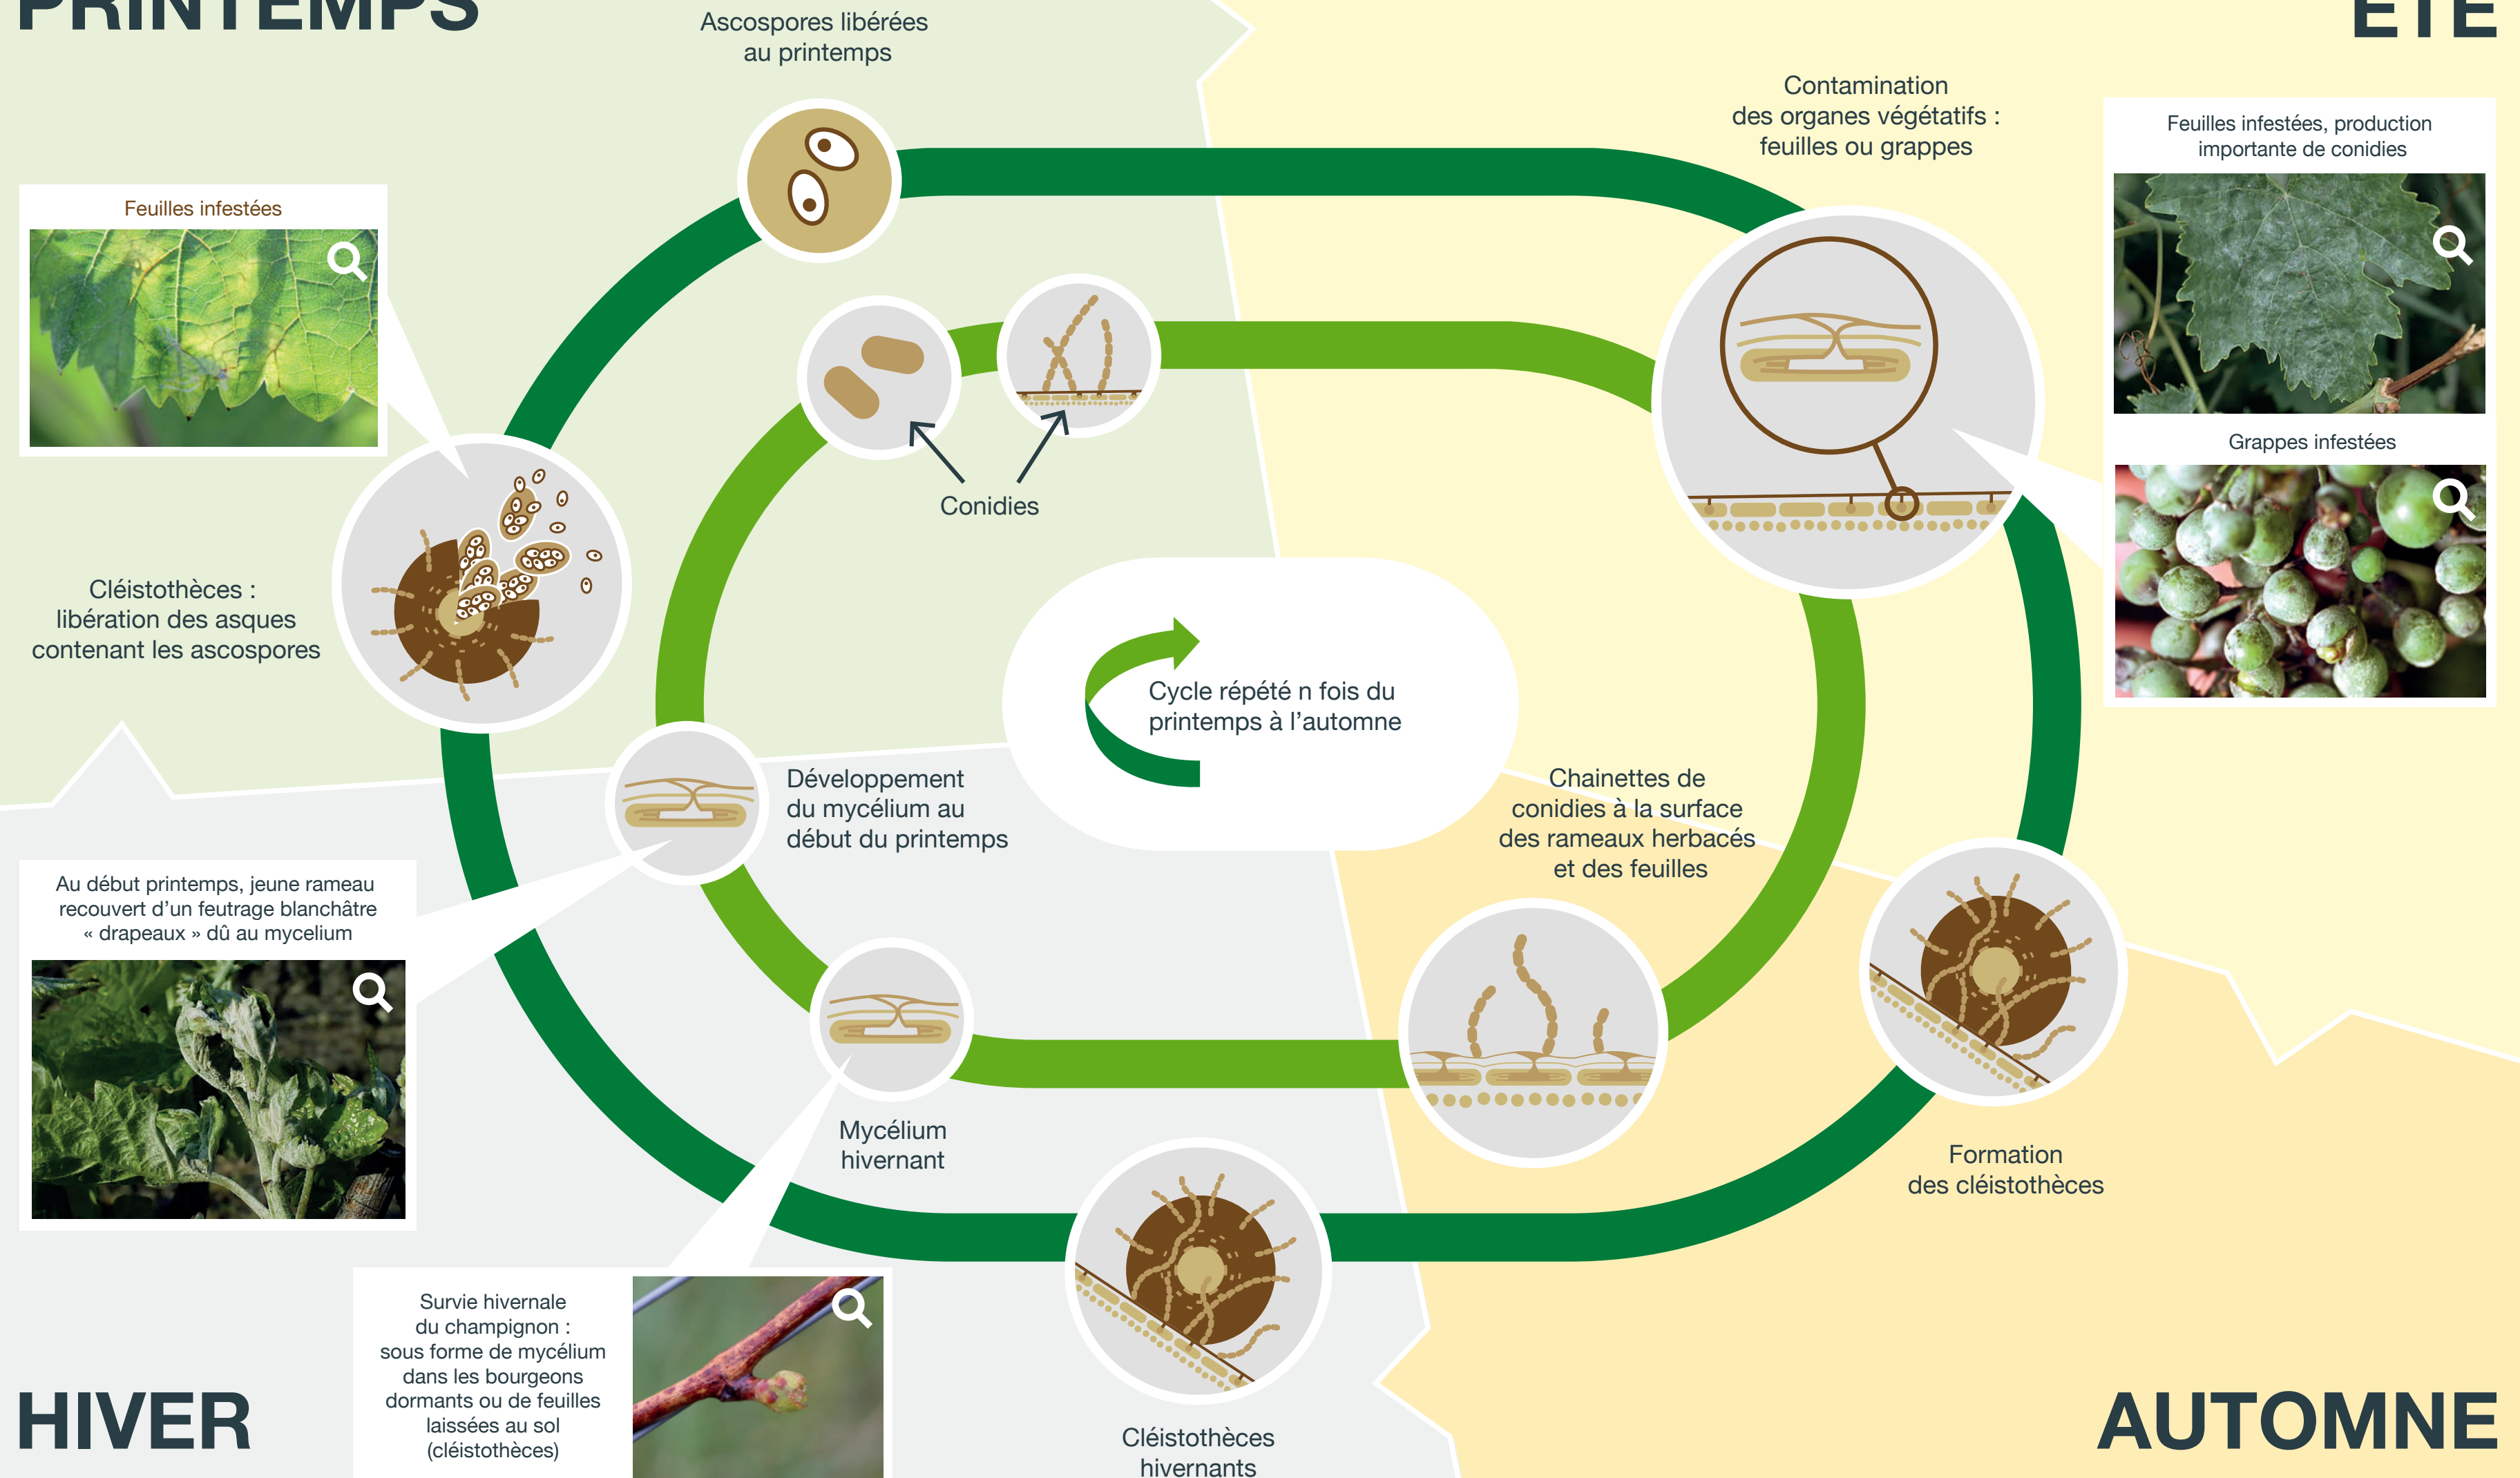 PRINTEMPS
ÉTÉ
Ascospores libérées
au printemps
Contamination
des organes végétatifs :
feuilles ou grappes
Feuilles infestées, production
importante de conidies
Feuilles infestées
Grappes infestées
Conidies
Cléistothèces :
libération des asques
contenant les ascospores
Cycle répété n fois du
printemps à l'automne
Développement
du mycélium au
début du printemps
Chainettes de
conidies à la surface
des rameaux herbacés
et des feuilles
Au début printemps, jeune rameau
recouvert d'un feutrage blanchâtre
« drapeaux » dû au mycelium
Mycélium
hivernant
Formation
des cléistothèces
Survie hivernale
du champignon :
sous forme de mycélium
dans les bourgeons
dormants ou de feuilles
laissées au sol
(cléistothèces)
Cléistothèces
hivernants
HIVER
AUTOMNE